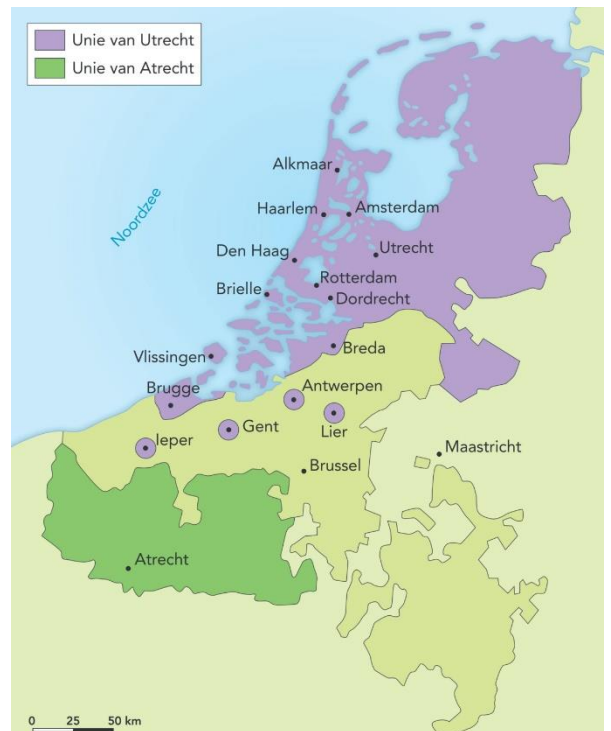 Unie van Utrecht
Unie van Atrecht
Noordzee
Alkmaar
Haarlem
Amsterdam
Den Haag
Utrecht
Rotterdam
Brielle
Dordrecht
Vlissingen
Breda
Brugge
Antwerpen
Gent
Lier
Ieper
Brussel
Maastricht
Atrecht
0 25 50 km